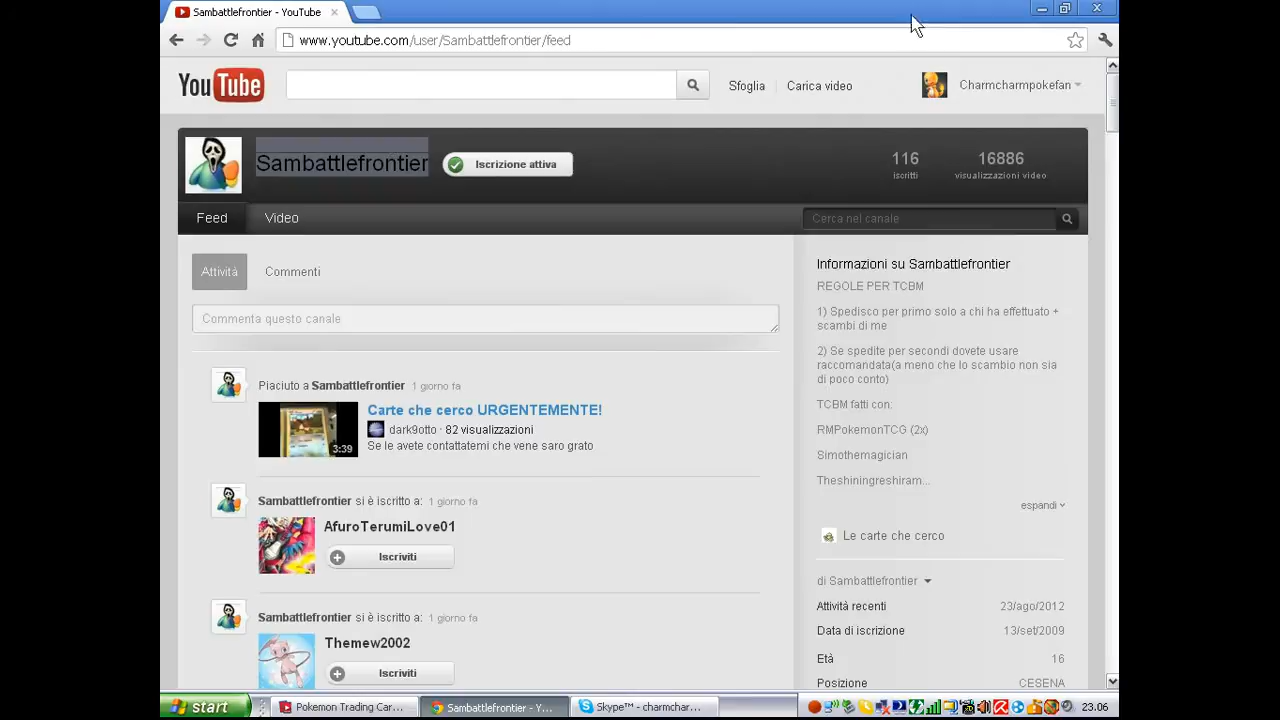 Sambattlefrontier - YouTube
www.youtube.com/user/Sambattlefrontier/feed
YouTube
Sfoglia
Carica video
Charmcharmpokefan
Sambattlefrontier
Iscrizione attiva
116
iscritti
16886
visualizzazioni video
Feed
Video
Cerca nel canale
Attività
Commenti
Commenta questo canale
Piaciuto a Sambattlefrontier 1 giorno fa
Carte che cerco URGENTEMENTE!
dark9otto · 82 visualizzazioni
Se le avete contattatemi che vene saro grato
3:39
Sambattlefrontier si è iscritto a: 1 giorno fa
AfuroTerumiLove01
Iscriviti
Sambattlefrontier si è iscritto a: 1 giorno fa
Themew2002
Iscriviti
Informazioni su Sambattlefrontier
REGOLE PER TCBM
1) Spedisco per primo solo a chi ha effettuato +
scambi di me
2) Se spedite per secondi dovete usare
raccomandata(a meno che lo scambio non sia
di poco conto)
TCBM fatti con:
RMPokemonTCG (2x)
Simothemagician
Theshiningreshiram...
espandi
Le carte che cerco
di Sambattlefrontier
Attività recenti 23/ago/2012
Data di iscrizione 13/set/2009
Età 16
Posizione CESENA
start
Pokemon Trading Car...
Sambattlefrontier - Y...
Skype™ - charmchar...
23.06